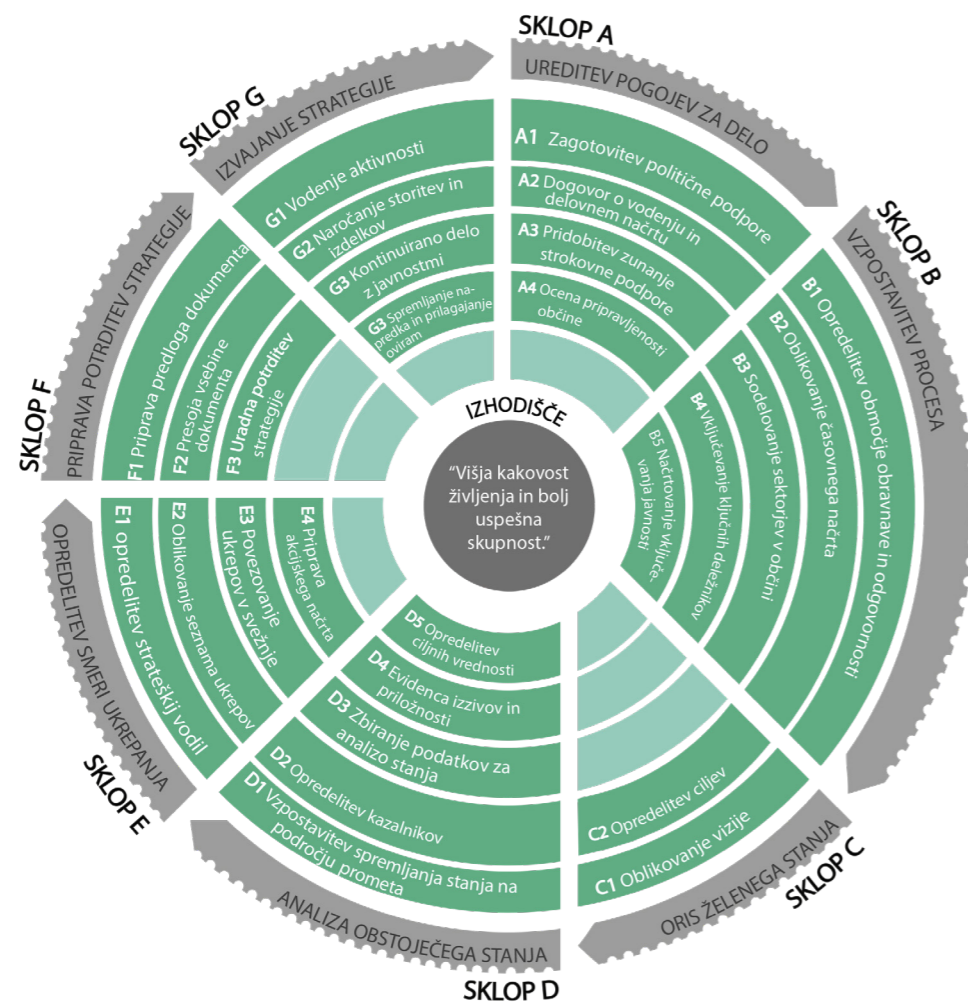 SKLOP A
UREDITEV POGOJEV ZA DELO
A1 Zagotovitev politične podpore
A2 Dogovor o vodenju in
delovnem načrtu
A3 Pridobitev zunanje
strokovne podpore
A4 Ocena pripravljenosti
občine
SKLOP B
VZPOSTAVITEV PROCESA
B1 Opredelitev območje obravnave in odgovornosti
B2 Oblikovanje časovnega načrta
B3 Sodelovanje sektorjev v občini
B4 Vključevanje ključnih deležnikov
B5 Načrtovanje vključe-
vanja javnosti
SKLOP C
ORIS ŽELENEGA STANJA
C1 Oblikovanje vizije
C2 Opredelitev ciljev
SKLOP D
ANALIZA OBSTOJEČEGA STANJA
D1 Vzpostavitev spremljanja stanja na
področju prometa
D2 Opredelitev kazalnikov
D3 Zbiranje podatkov za
analizo stanja
D4 Evidenca izzivov in
priložnosti
D5 Opredelitev
ciljnih vrednosti
SKLOP E
OPREDELITEV SMERI UKREPANJA
E1 opredelitev strateškij vodil
E2 Oblikovanje seznama ukrepov
E3 Povezovanje
ukrepov v svežnje
E4 Priprava
akcijskega načrta
SKLOP F
PRIPRAVA POTRDITEV STRATEGIJE
F1 Priprava predloga dokumenta
F2 Presoja vsebine
dokumenta
F3 Uradna potrditev
strategije
SKLOP G
IZVAJANJE STRATEGIJE
G1 Vodenje aktivnosti
G2 Naročanje storitev in
izdelkov
G3 Kontinuirano delo
z javnostmi
G3 Spremljanje na-
predka in prilagajanje
oviram
IZHODIŠČE
“Višja kakovost
življenja in bolj
uspešna
skupnost.”